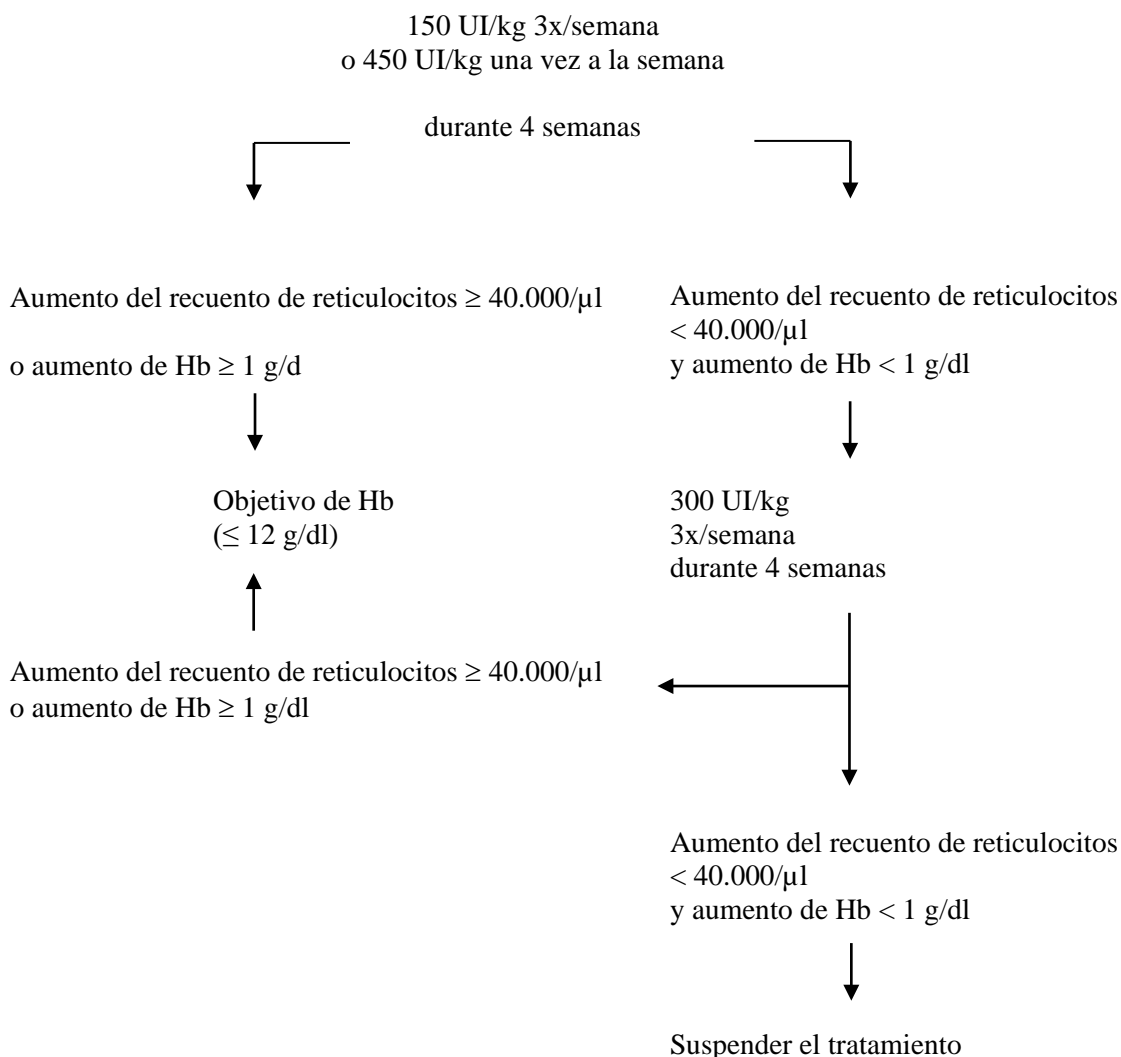 150 UI/kg 3x/semana
o 450 UI/kg una vez a la semana
durante 4 semanas
Aumento del recuento de reticulocitos ≥ 40.000/µl
o aumento de Hb ≥ 1 g/d
Aumento del recuento de reticulocitos
< 40.000/µl
y aumento de Hb < 1 g/dl
Objetivo de Hb
(≤ 12 g/dl)
300 UI/kg
3x/semana
durante 4 semanas
Aumento del recuento de reticulocitos ≥ 40.000/µl
o aumento de Hb ≥ 1 g/dl
Aumento del recuento de reticulocitos
< 40.000/µl
y aumento de Hb < 1 g/dl
Suspender el tratamiento